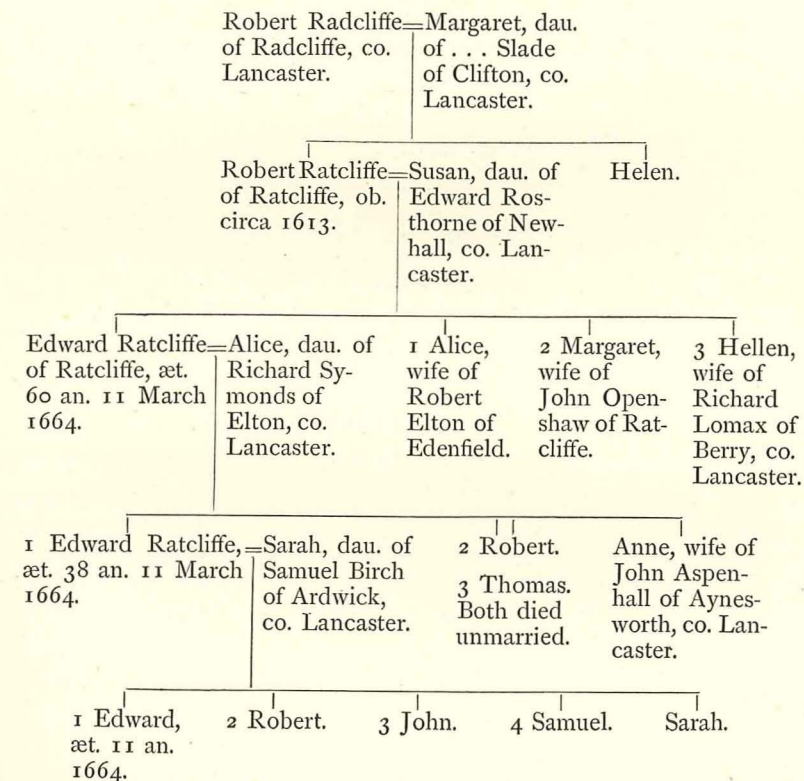 Robert Radcliffe=Margaret, dau.
of Radcliffe, co. of . . . Slade
Lancaster. of Clifton, co.
Lancaster.
Robert Ratcliffe=Susan, dau. of Helen.
of Ratcliffe, ob. Edward Ros-
circa 1613. thorne of New-
hall, co. Lan-
caster.
Edward Ratcliffe=Alice, dau. of 1 Alice, 2 Margaret, 3 Hellen,
of Ratcliffe, æt. Richard Sy- wife of wife of wife of
60 an. 11 March monds of Robert John Open- Richard
1664. Elton, co. Elton of shaw of Rat- Lomax of
Lancaster. Edenfield. cliffe. Berry, co.
Lancaster.
1 Edward Ratcliffe,=Sarah, dau. of 2 Robert. Anne, wife of
æt. 38 an. 11 March Samuel Birch 3 Thomas. John Aspen-
1664. of Ardwick, Both died hall of Aynes-
co. Lancaster. unmarried. worth, co. Lan-
caster.
1 Edward, 2 Robert. 3 John. 4 Samuel. Sarah.
æt. 11 an.
1664.